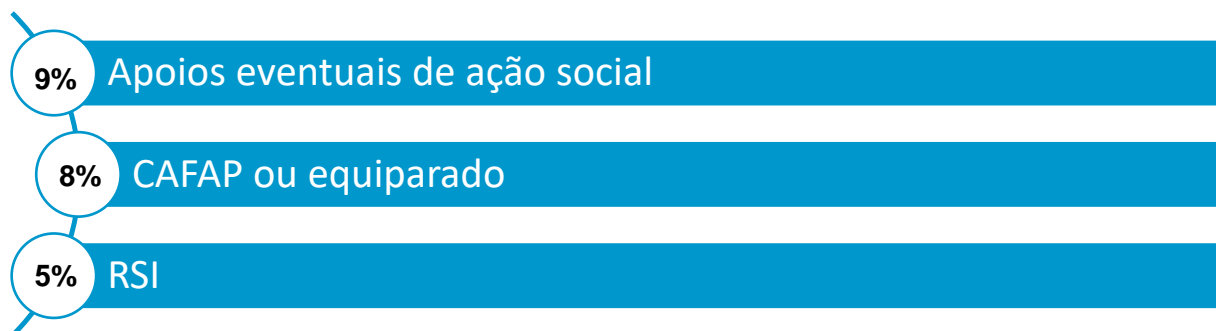 9% Apoios eventuais de ação social
8% CAFAP ou equiparado
5% RSI